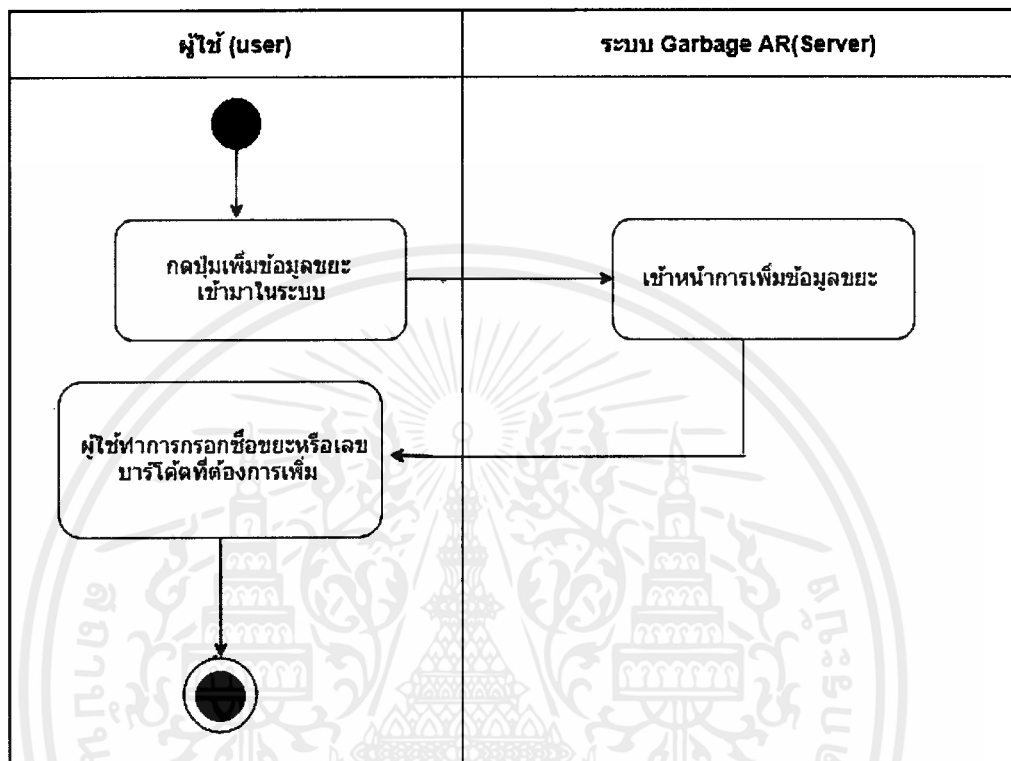 ผู้ใช้ (user)
ระบบ Garbage AR(Server)
กดปุ่มเพิ่มข้อมูลขยะ
เข้ามาในระบบ
เข้าหน้าการเพิ่มข้อมูลขยะ
ผู้ใช้ทำการกรอกชื่อขยะหรือเลข
บาร์โค้ดที่ต้องการเพิ่ม